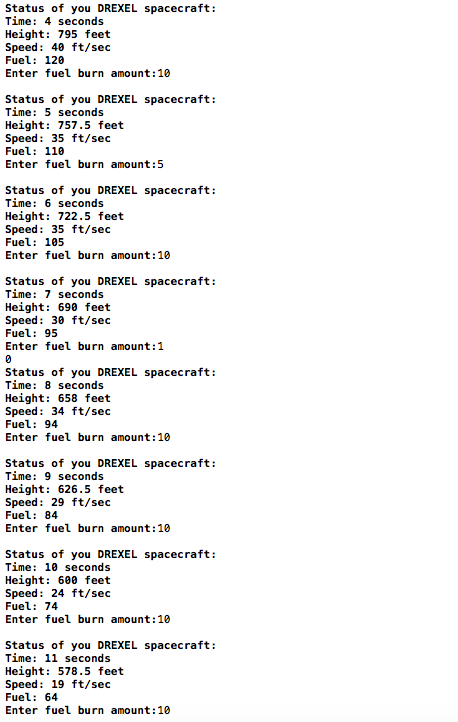 Status of you DREXEL spacecraft:
Time: 4 seconds
Height: 795 feet
Speed: 40 ft/sec
Fuel: 120
Enter fuel burn amount:10

Status of you DREXEL spacecraft:
Time: 5 seconds
Height: 757.5 feet
Speed: 35 ft/sec
Fuel: 110
Enter fuel burn amount:5

Status of you DREXEL spacecraft:
Time: 6 seconds
Height: 722.5 feet
Speed: 35 ft/sec
Fuel: 105
Enter fuel burn amount:10

Status of you DREXEL spacecraft:
Time: 7 seconds
Height: 690 feet
Speed: 30 ft/sec
Fuel: 95
Enter fuel burn amount:1
0
Status of you DREXEL spacecraft:
Time: 8 seconds
Height: 658 feet
Speed: 34 ft/sec
Fuel: 94
Enter fuel burn amount:10

Status of you DREXEL spacecraft:
Time: 9 seconds
Height: 626.5 feet
Speed: 29 ft/sec
Fuel: 84
Enter fuel burn amount:10

Status of you DREXEL spacecraft:
Time: 10 seconds
Height: 600 feet
Speed: 24 ft/sec
Fuel: 74
Enter fuel burn amount:10

Status of you DREXEL spacecraft:
Time: 11 seconds
Height: 578.5 feet
Speed: 19 ft/sec
Fuel: 64
Enter fuel burn amount:10